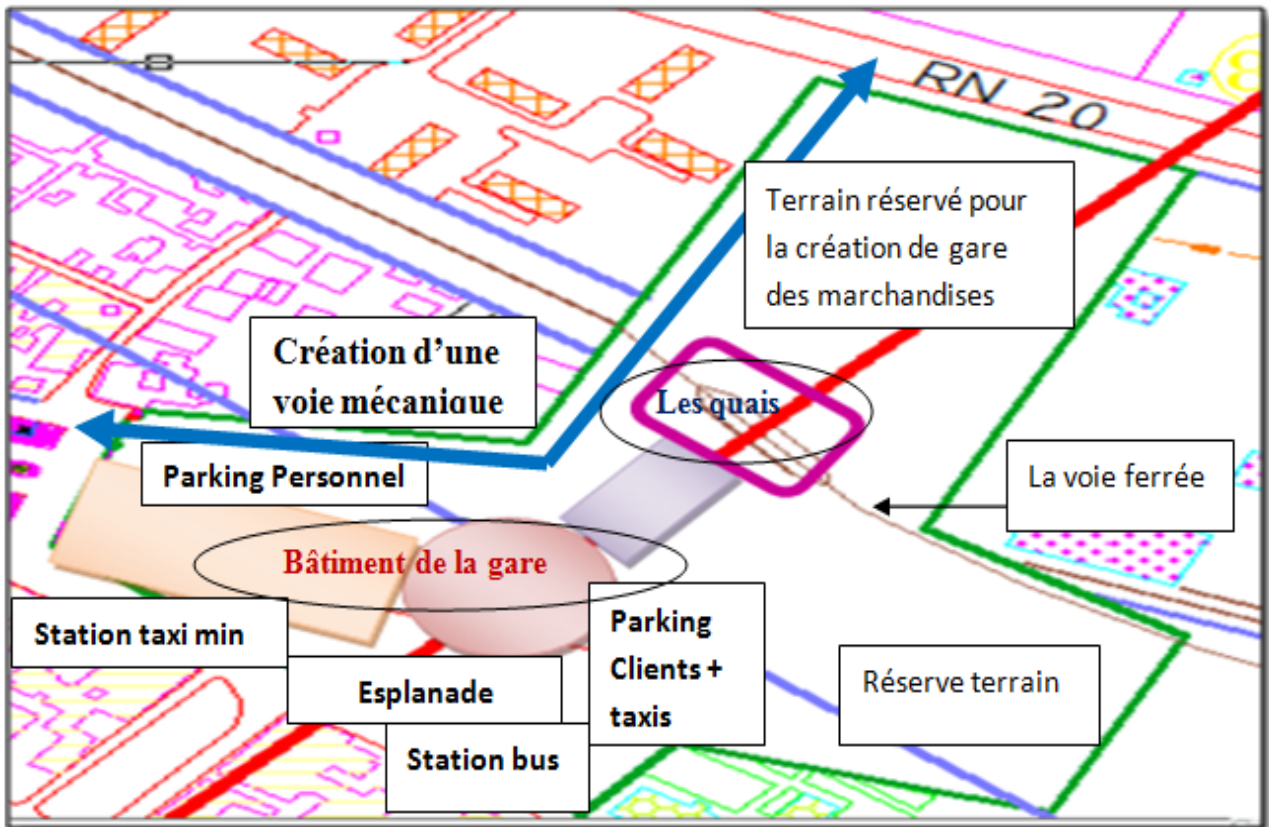 RN 20
8
Terrain réservé pour
la création de gare
des marchandises
Création d'une
voie mécanique
Les quais
Parking Personnel
La voie ferrée
Bâtiment de la gare
Station taxi min
Parking
Clients +
taxis
Esplanade
Réserve terrain
Station bus